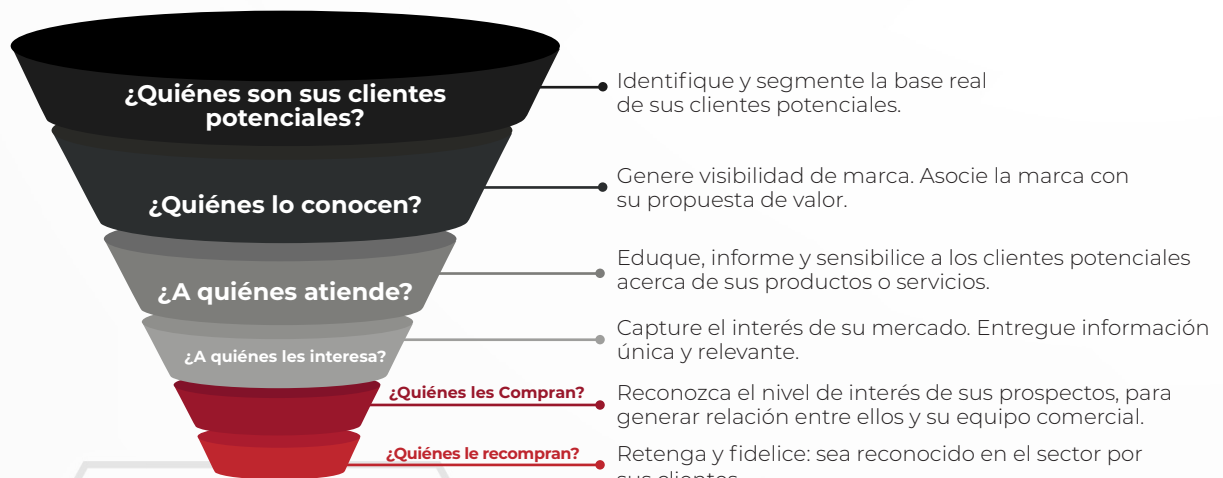 ¿Quiénes son sus clientes
potenciales?
Identifique y segmente la base real
de sus clientes potenciales.
¿Quiénes lo conocen?
Genere visibilidad de marca. Asocie la marca con
su propuesta de valor.
¿A quiénes atiende?
Eduque, informe y sensibilice a los clientes potenciales
acerca de sus productos o servicios.
¿A quiénes les interesa?
Capture el interés de su mercado. Entregue información
única y relevante.
¿Quiénes les Compran?
Reconozca el nivel de interés de sus prospectos, para
generar relación entre ellos y su equipo comercial.
¿Quiénes le recompran?
Retenga y fidelice: sea reconocido en el sector por
sus clientes